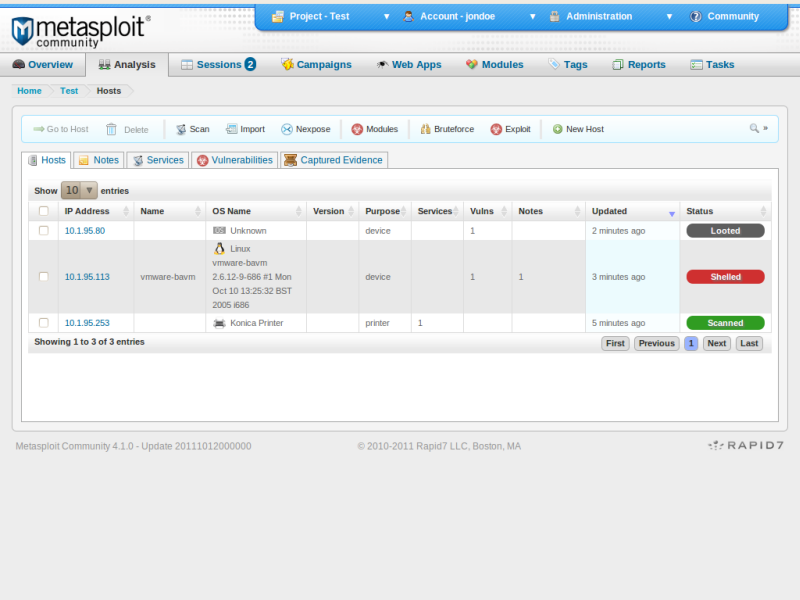 metasploit®
community
Project - Test ▼ Account - jondoe ▼ Administration ▼ Community
Overview Analysis Sessions 2 Campaigns Web Apps Modules Tags Reports Tasks
Home Test Hosts
Go to Host Delete Scan Import Nexpose Modules Bruteforce Exploit New Host »
Hosts Notes Services Vulnerabilities Captured Evidence
Show 10 ▼ entries
IP Address Name OS Name Version Purpose Services Vulns Notes Updated Status
10.1.95.80 Unknown device 1 2 minutes ago Looted
Linux
vmware-bavm
10.1.95.113 vmware-bavm 2.6.12-9-686 #1 Mon device 1 1 3 minutes ago Shelled
Oct 10 13:25:32 BST
2005 i686
10.1.95.253 Konica Printer printer 1 5 minutes ago Scanned
Showing 1 to 3 of 3 entries First Previous 1 Next Last
Metasploit Community 4.1.0 - Update 20111012000000 © 2010-2011 Rapid7 LLC, Boston, MA RAPID7